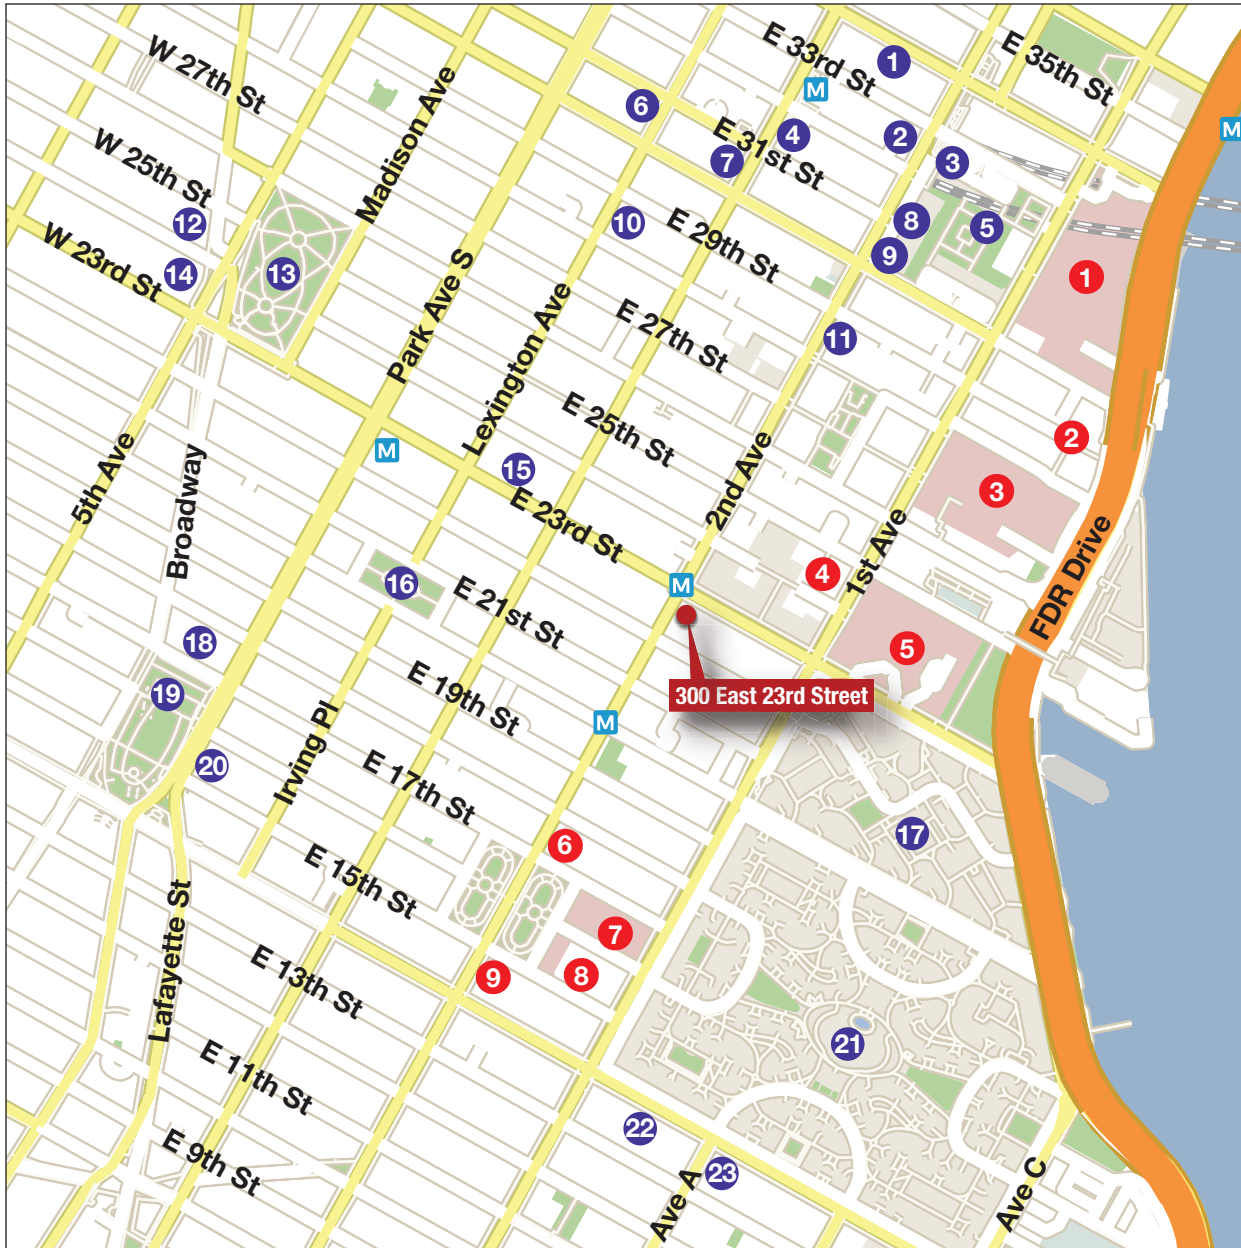 E 33rd St
1
E 35th St
W 27th St
M
6
Madison Ave
E 31st St
4
2
M
7
3
W 25th St
12
10
E 29th St
8
5
9
W 23rd St
14
13
1
Park Ave S
Lexington Ave
E 27th St
11
5th Ave
Broadway
M
15
E 25th St
2nd Ave
2
3
E 23rd St
1st Ave
FDR Drive
16
M
4
E 21st St
18
5
19
E 19th St
300 East 23rd Street
M
Irving Pl
20
E 17th St
17
6
E 15th St
7
Lafayette St
9
8
E 13th St
21
E 11th St
22
E 9th St
23
Ave A
Ave C